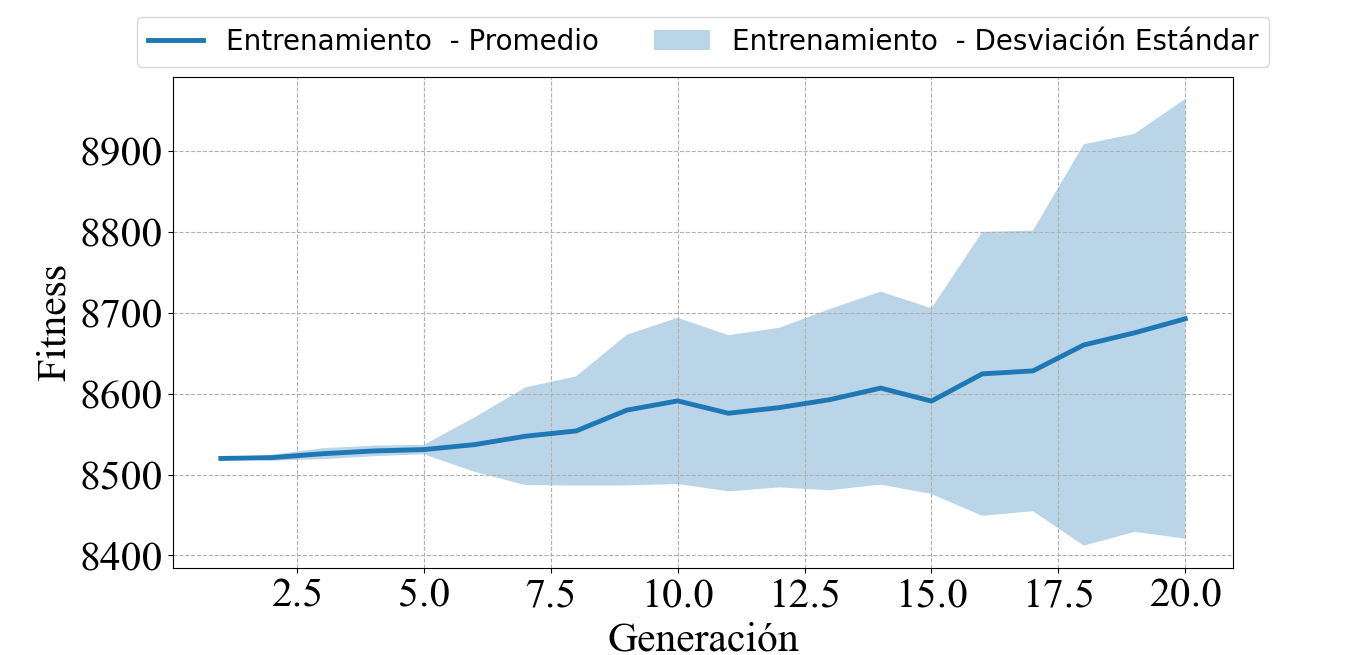 Entrenamiento - Promedio
Entrenamiento - Desviación Estándar
8900
8800
8700
8600
8500
8400
Fitness
2.5 5.0 7.5 10.0 12.5 15.0 17.5 20.0
Generación